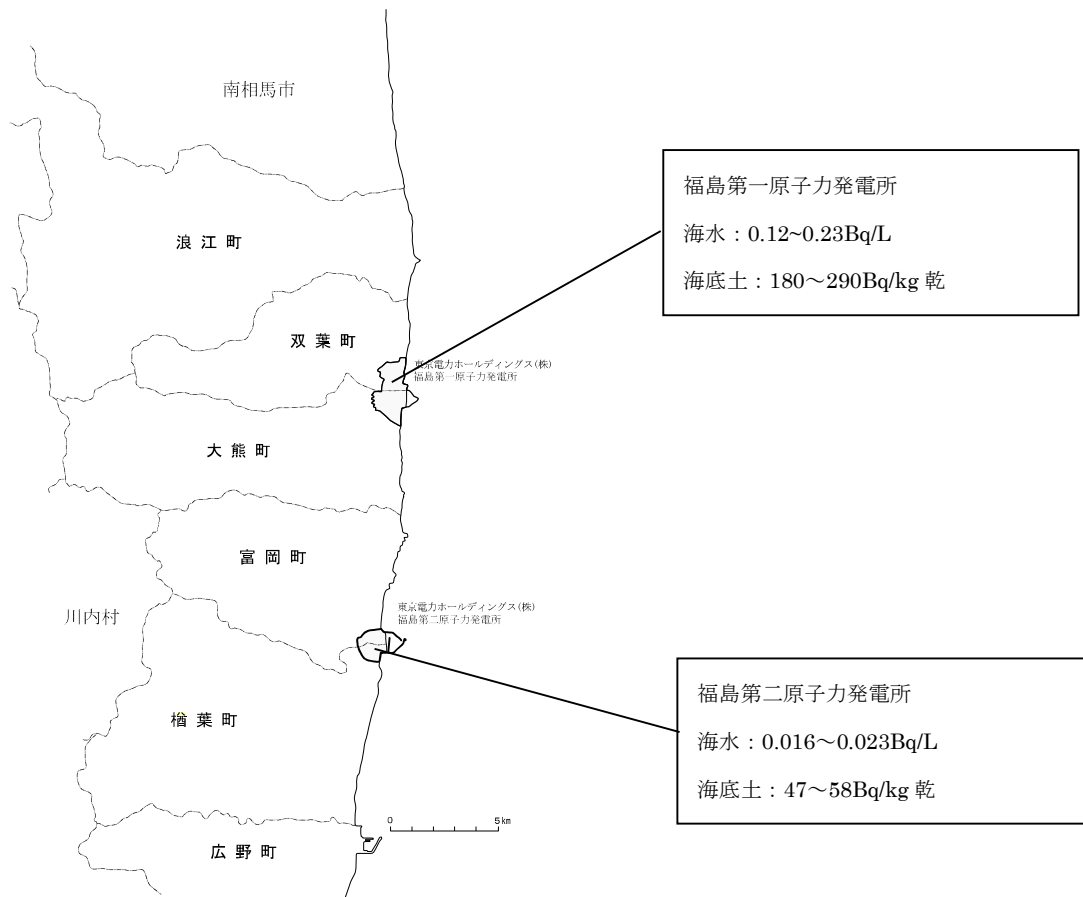 南相馬市
福島第一原子力発電所
海水：0.12~0.23Bq/L
海底土：180～290Bq/kg 乾
浪江町
双葉町
東京電力ホールディングス(株)
福島第一原子力発電所
大熊町
富岡町
東京電力ホールディングス(株)
福島第二原子力発電所
川内村
福島第二原子力発電所
海水：0.016～0.023Bq/L
海底土：47～58Bq/kg 乾
楢葉町
0 5km
広野町